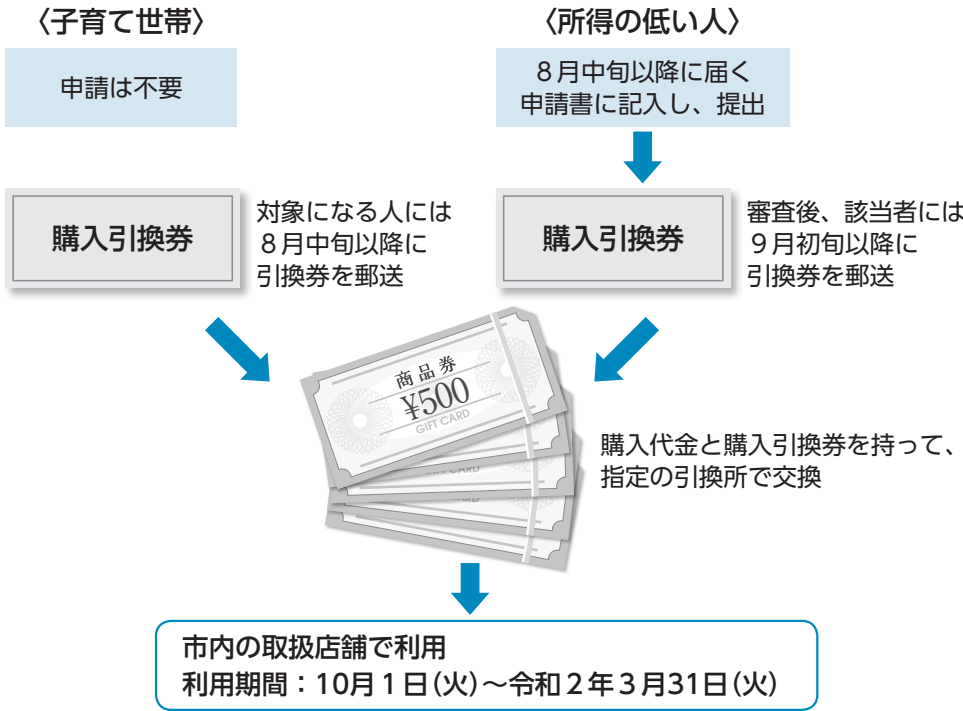 〈子育て世帯〉
申請は不要
購入引換券
対象になる人には
８月中旬以降に
引換券を郵送
〈所得の低い人〉
８月中旬以降に届く
申請書に記入し、提出
購入引換券
審査後、該当者には
９月初旬以降に
引換券を郵送
商品券
¥500
GIFT CARD
購入代金と購入引換券を持って、
指定の引換所で交換
市内の取扱店舗で利用
利用期間：10月１日(火)～令和２年３月31日(火)